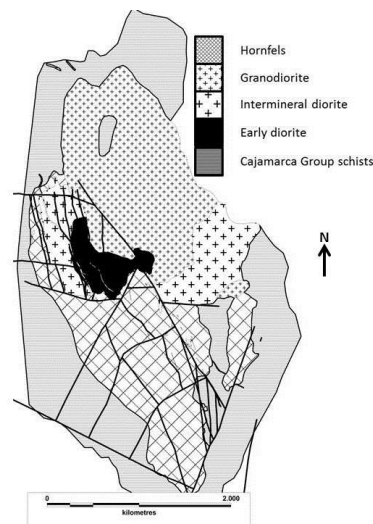 Hornfels
Granodiorite
Intermineral diorite
Early diorite
Cajamarca Group schists
N
0 2.000
kilometres